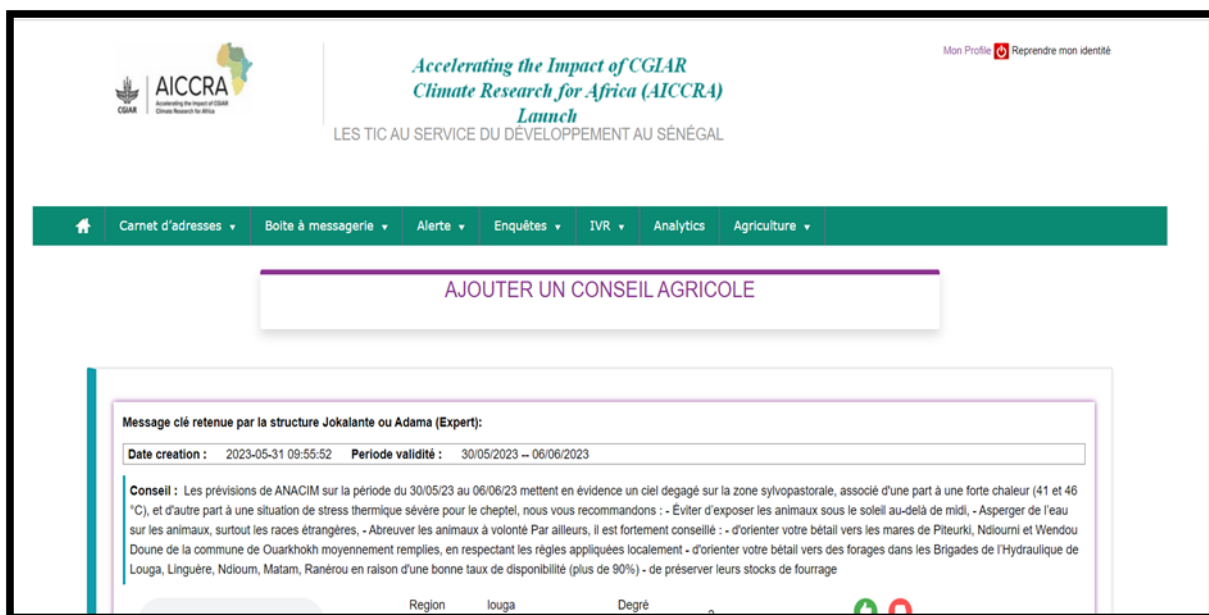 Mon Profile Reprendre mon identité
CGIAR
AICCRA
Accelerating the Impact of CGIAR
Climate Research for Africa
Accelerating the Impact of CGIAR
Climate Research for Africa (AICCRA)
Launch
LES TIC AU SERVICE DU DÉVELOPPEMENT AU SÉNÉGAL
Carnet d'adresses Boite à messagerie Alerte Enquêtes IVR Analytics Agriculture
AJOUTER UN CONSEIL AGRICOLE
Message clé retenue par la structure Jokalante ou Adama (Expert):
Date creation : 2023-05-31 09:55:52 Periode validité : 30/05/2023 -- 06/06/2023
Conseil : Les prévisions de ANACIM sur la période du 30/05/23 au 06/06/23 mettent en évidence un ciel degagé sur la zone sylvopastorale, associé d'une part à une forte chaleur (41 et 46
°C), et d'autre part à une situation de stress thermique sévère pour le cheptel, nous vous recommandons : - Éviter d'exposer les animaux sous le soleil au-delà de midi, - Asperger de l'eau
sur les animaux, surtout les races étrangères, - Abreuver les animaux à volonté Par ailleurs, il est fortement conseillé : - d'orienter votre bétail vers les mares de Piteurki, Ndiourni et Wendou
Doune de la commune de Ouarkhokh moyennement remplies, en respectant les règles appliquées localement - d'orienter votre bétail vers des forages dans les Brigades de l'Hydraulique de
Louga, Linguère, Ndioum, Matam, Ranérou en raison d'une bonne taux de disponibilité (plus de 90%) - de préserver leurs stocks de fourrage
Region louga Degré